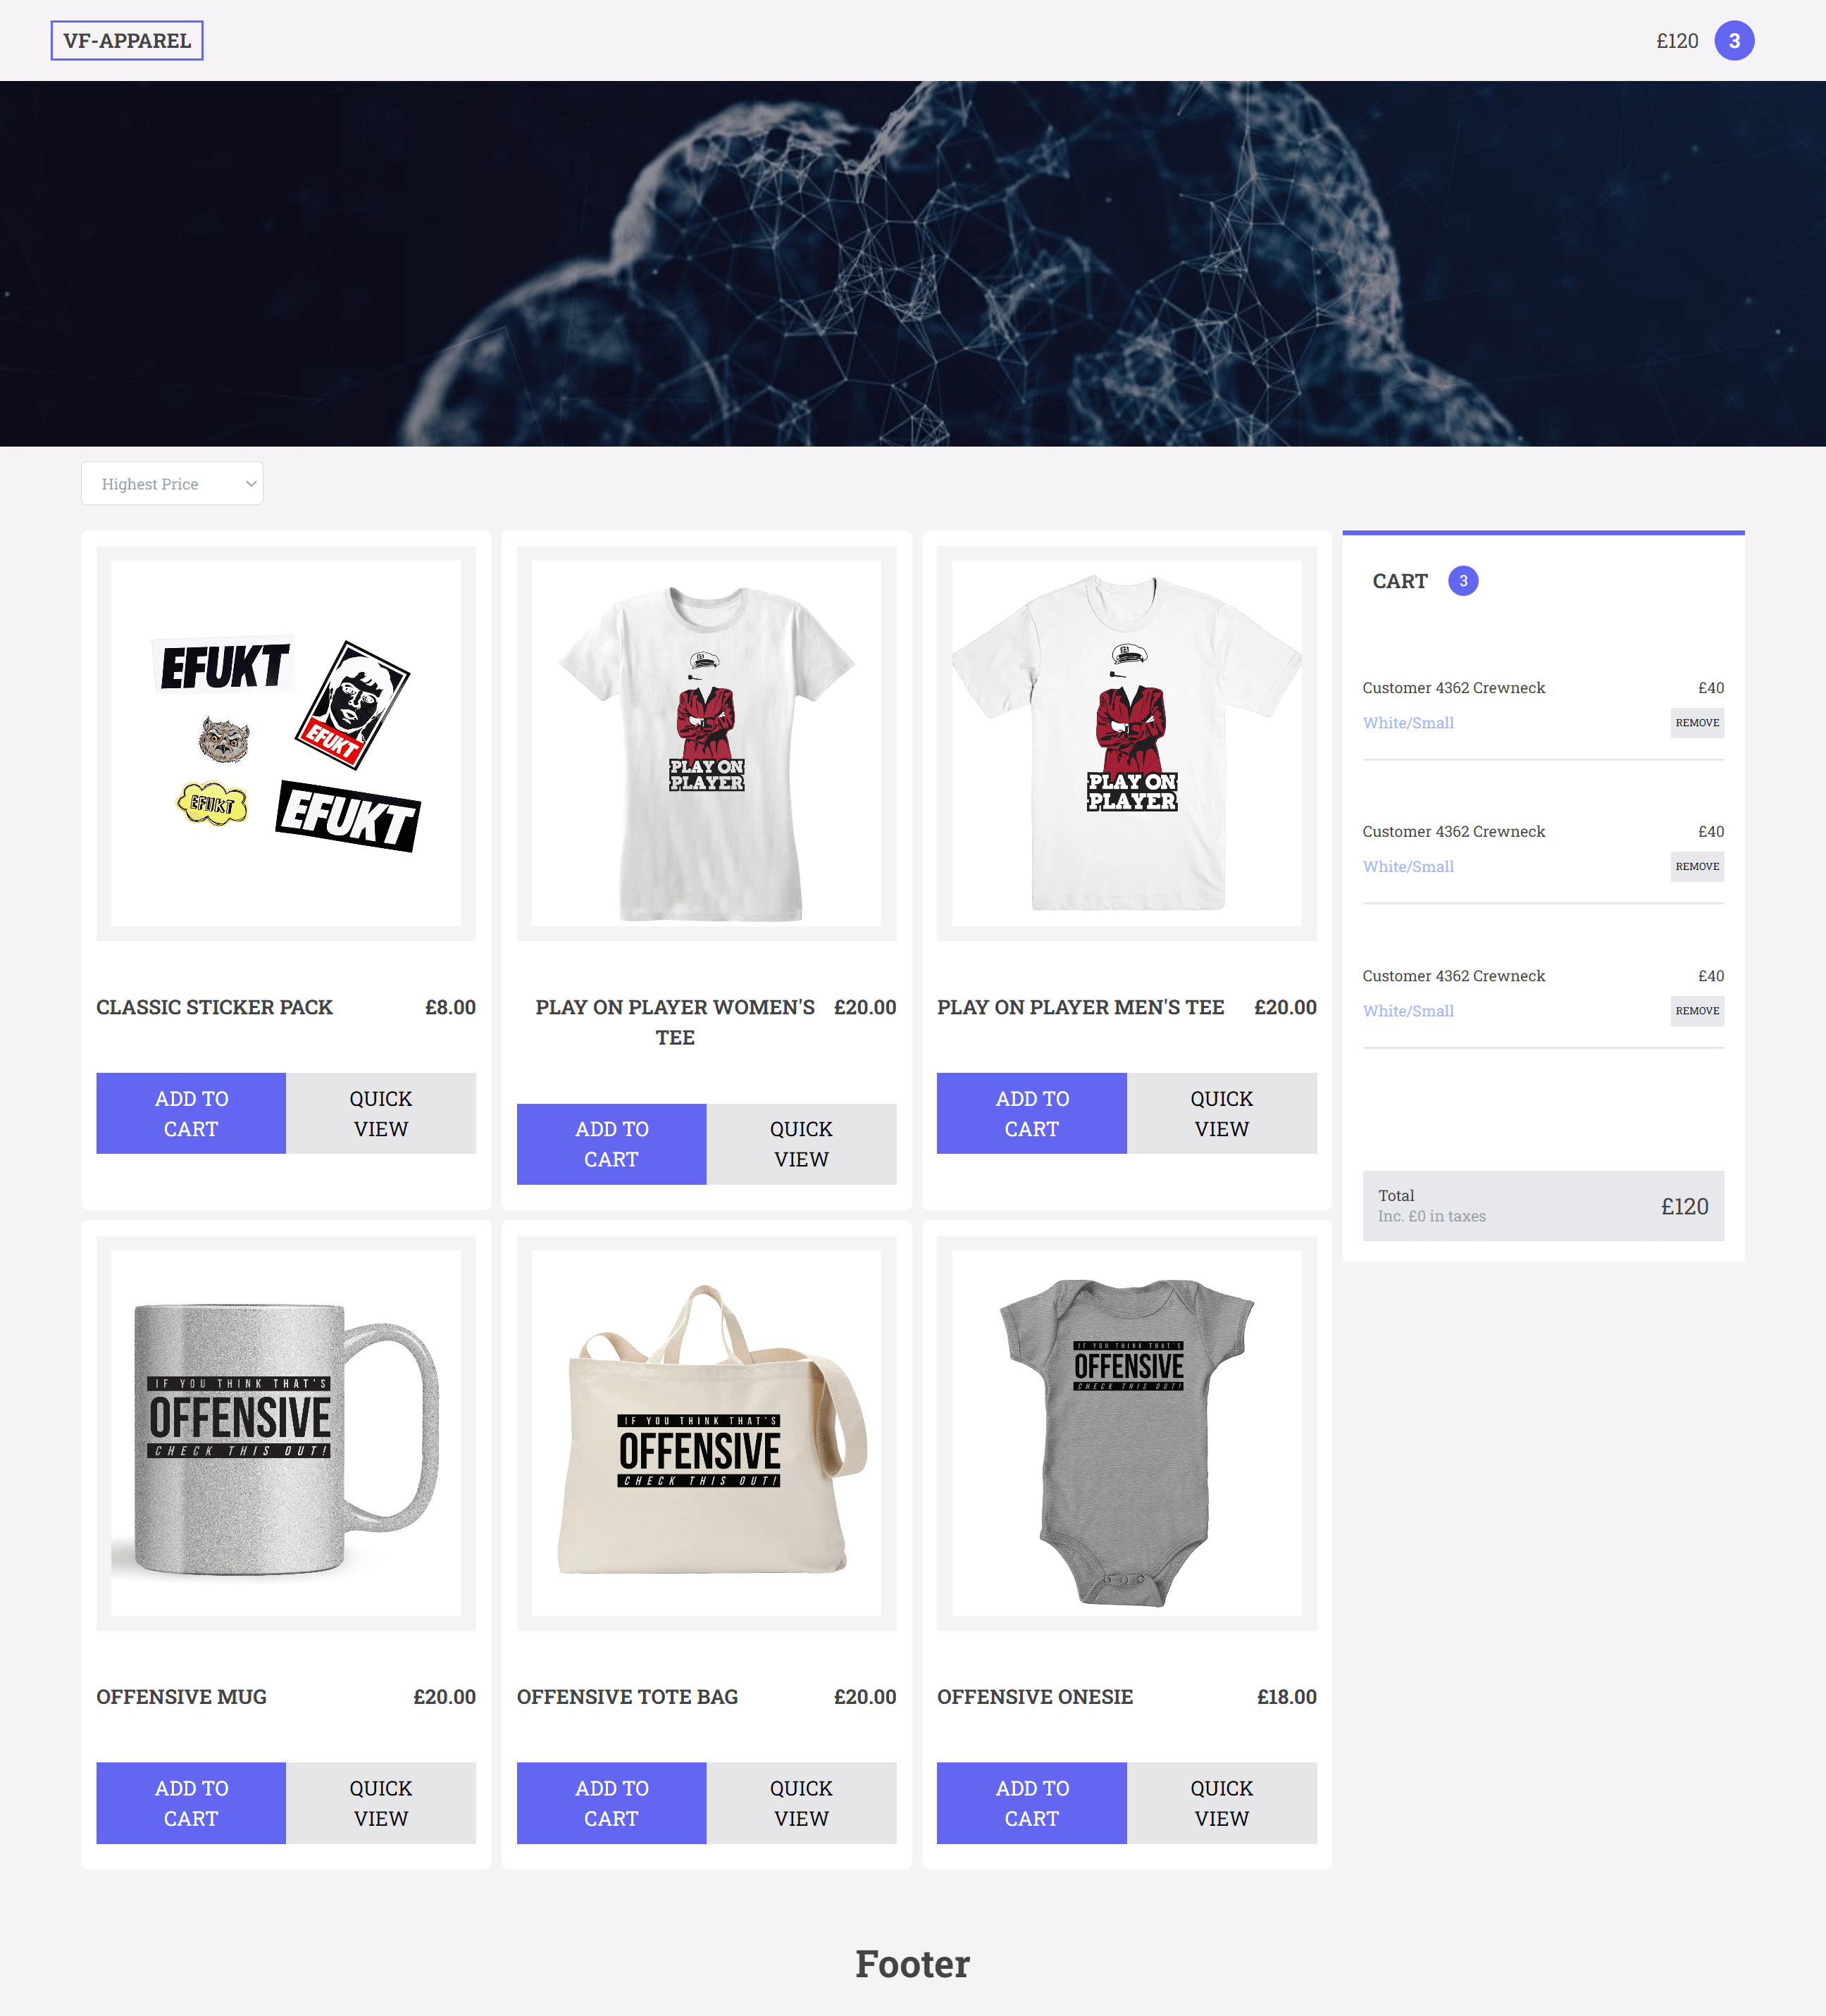 VF-APPAREL
£120 3
Highest Price
EFUKT
EFUKT
EFUKT
EFUKT
PLAY ON
PLAYER
PLAY ON
PLAYER
CLASSIC STICKER PACK £8.00
PLAY ON PLAYER WOMEN'S £20.00
TEE
PLAY ON PLAYER MEN'S TEE £20.00
ADD TO
CART
QUICK
VIEW
ADD TO
CART
QUICK
VIEW
ADD TO
CART
QUICK
VIEW
CART 3
Customer 4362 Crewneck £40
White/Small REMOVE
Customer 4362 Crewneck £40
White/Small REMOVE
Customer 4362 Crewneck £40
White/Small REMOVE
Total
Inc. £0 in taxes
£120
IF YOU THINK THAT'S
OFFENSIVE
CHECK THIS OUT!
IF YOU THINK THAT'S
OFFENSIVE
CHECK THIS OUT!
IF YOU THINK THAT'S
OFFENSIVE
CHECK THIS OUT!
OFFENSIVE MUG £20.00
OFFENSIVE TOTE BAG £20.00
OFFENSIVE ONESIE £18.00
ADD TO
CART
QUICK
VIEW
ADD TO
CART
QUICK
VIEW
ADD TO
CART
QUICK
VIEW
Footer